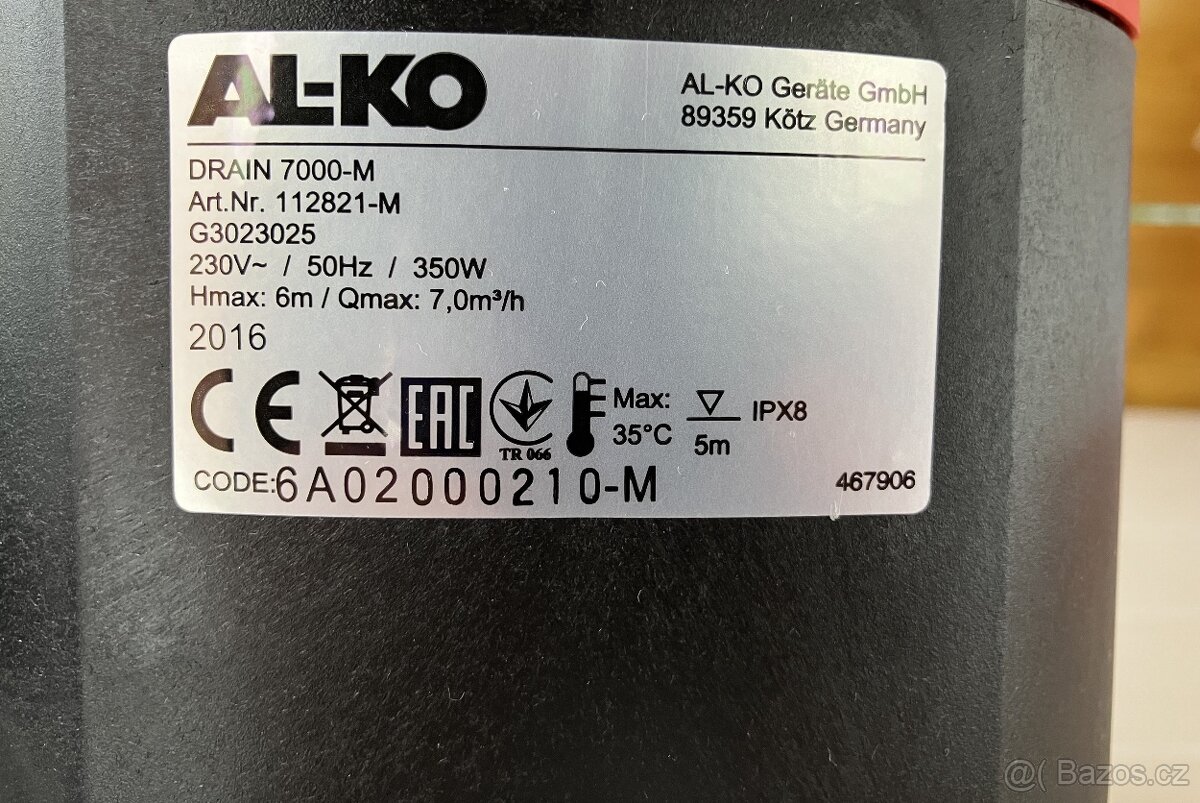 AL-KO
AL-KO Geräte GmbH
89359 Kötz Germany
DRAIN 7000-M
Art.Nr. 112821-M
G3023025
230V~ / 50Hz / 350W
Hmax: 6m / Qmax: 7,0m³/h
2016
CE
EAC
TR 066
Max:
35°C
5m
IPX8
CODE:6A02000210-M
467906
@( Bazos.cz